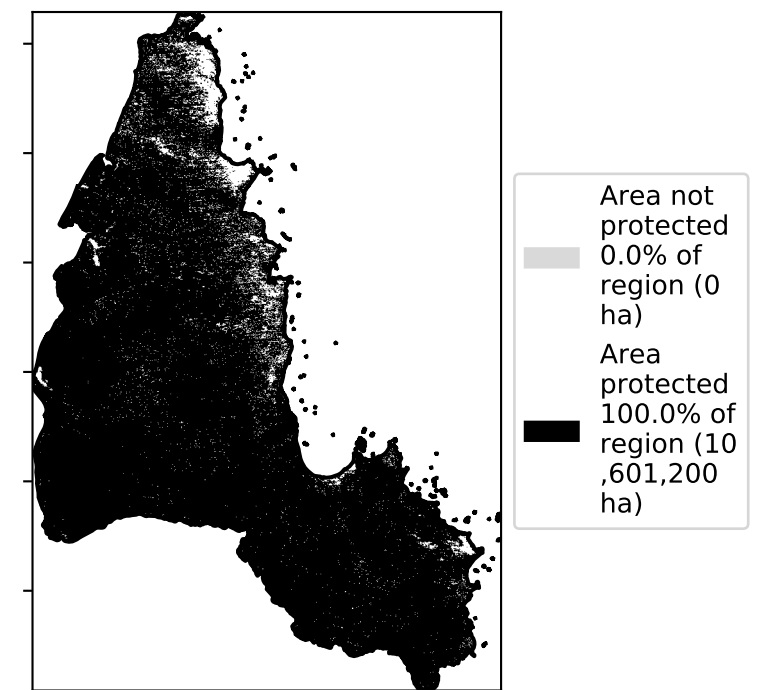 Area not
protected
0.0% of
region (0
ha)
Area
protected
100.0% of
region (10
,601,200
ha)